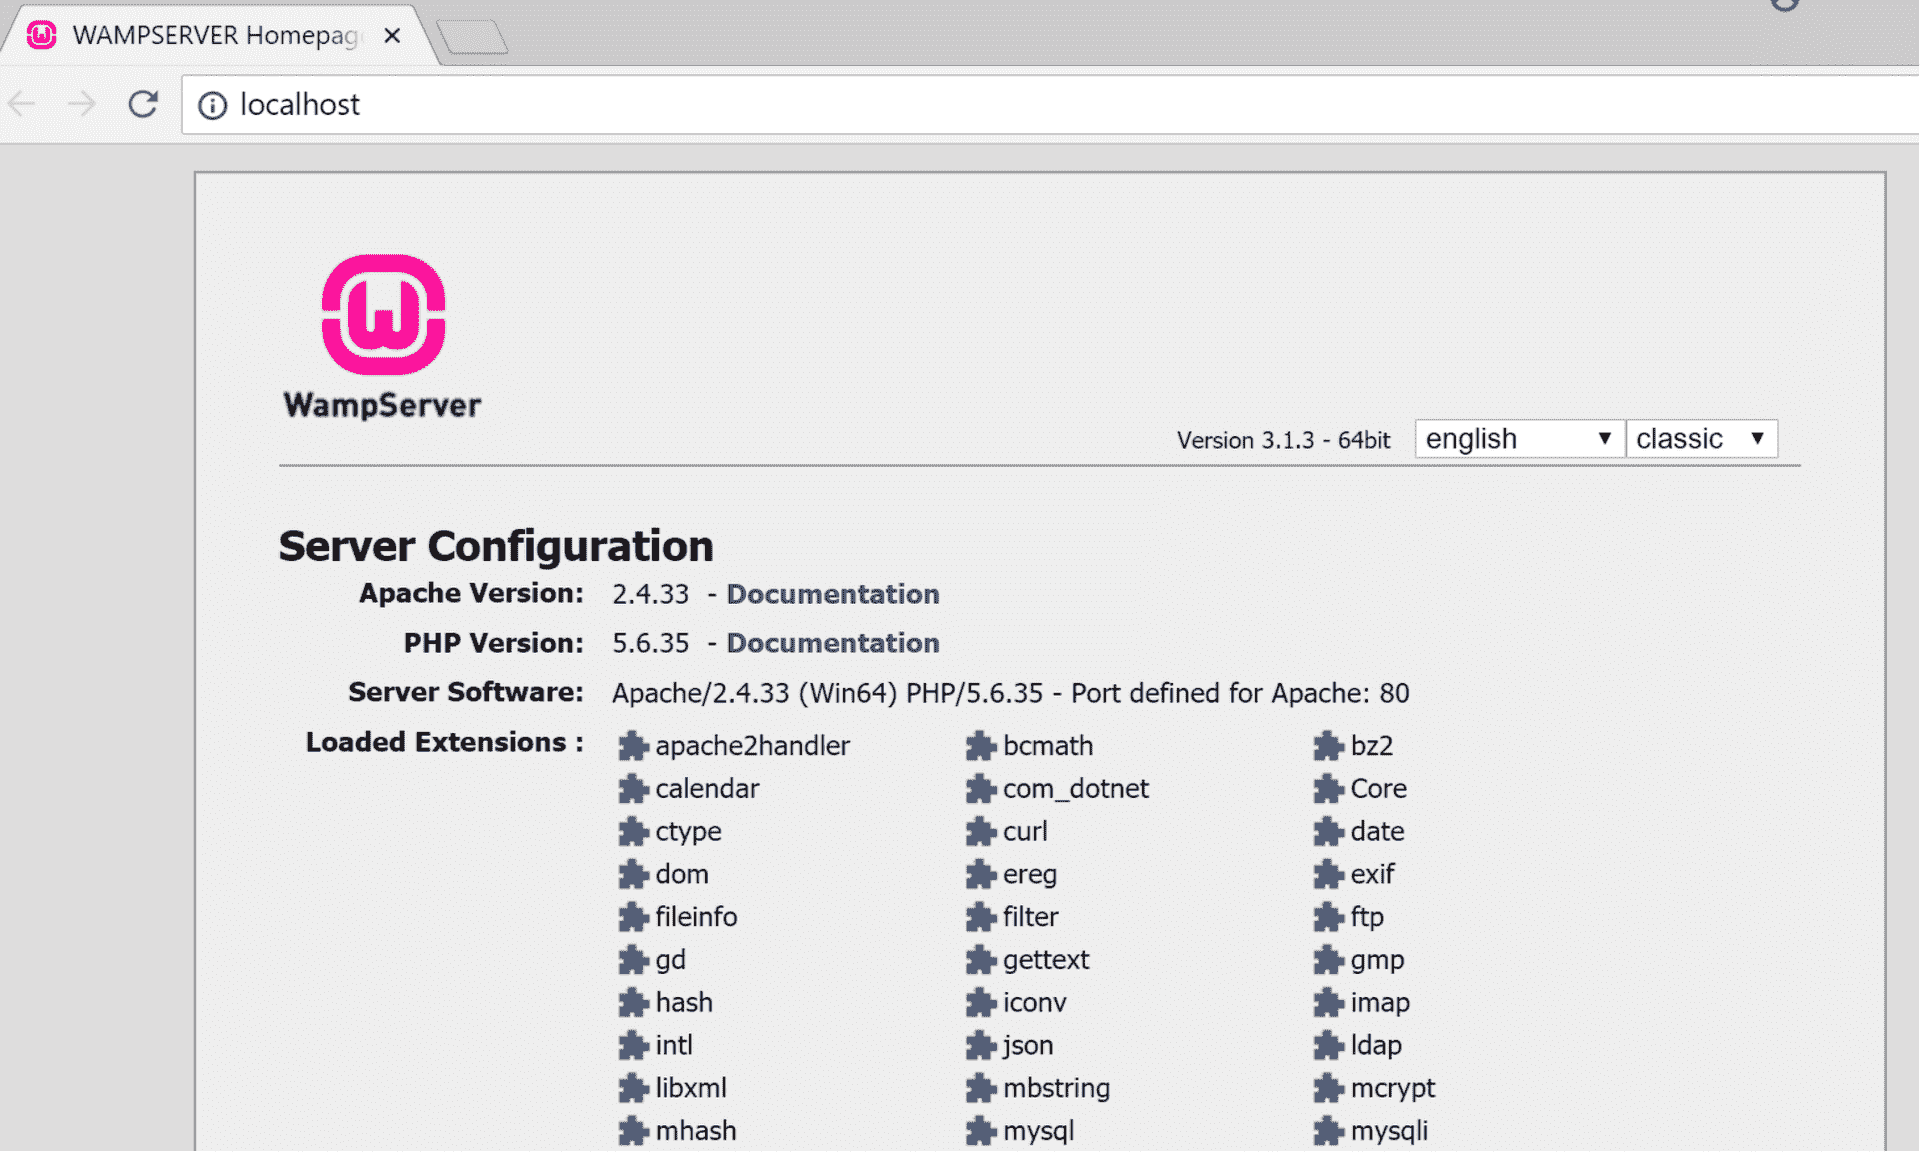 WAMPSERVER Homepag
localhost
WampServer
Version 3.1.3 - 64bit english classic
Server Configuration
Apache Version: 2.4.33 - Documentation
PHP Version: 5.6.35 - Documentation
Server Software: Apache/2.4.33 (Win64) PHP/5.6.35 - Port defined for Apache: 80
Loaded Extensions : apache2handler bcmath bz2
calendar com_dotnet Core
ctype curl date
dom ereg exif
fileinfo filter ftp
gd gettext gmp
hash iconv imap
intl json ldap
libxml mbstring mcrypt
mhash mysql mysqli